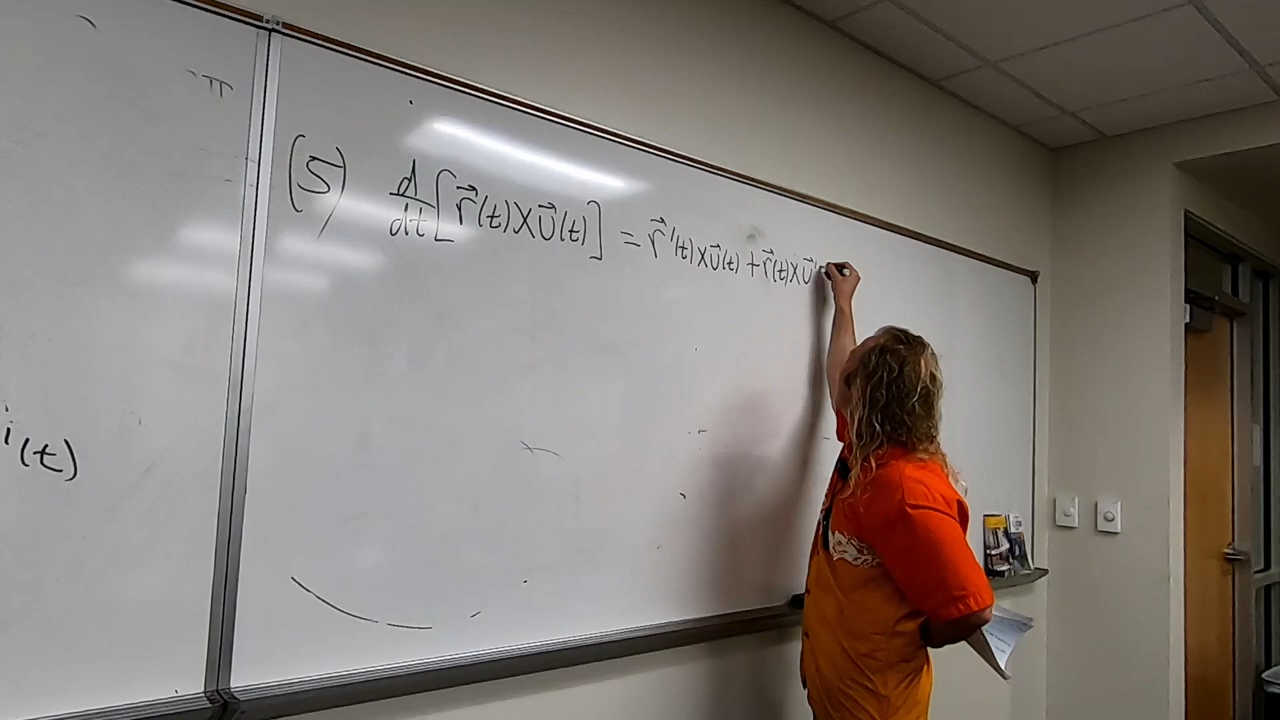 π
(5) d/dt [r⃗(t) × u⃗(t)] = r⃗'(t) × u⃗(t) + r⃗(t) × u⃗'
i(t)